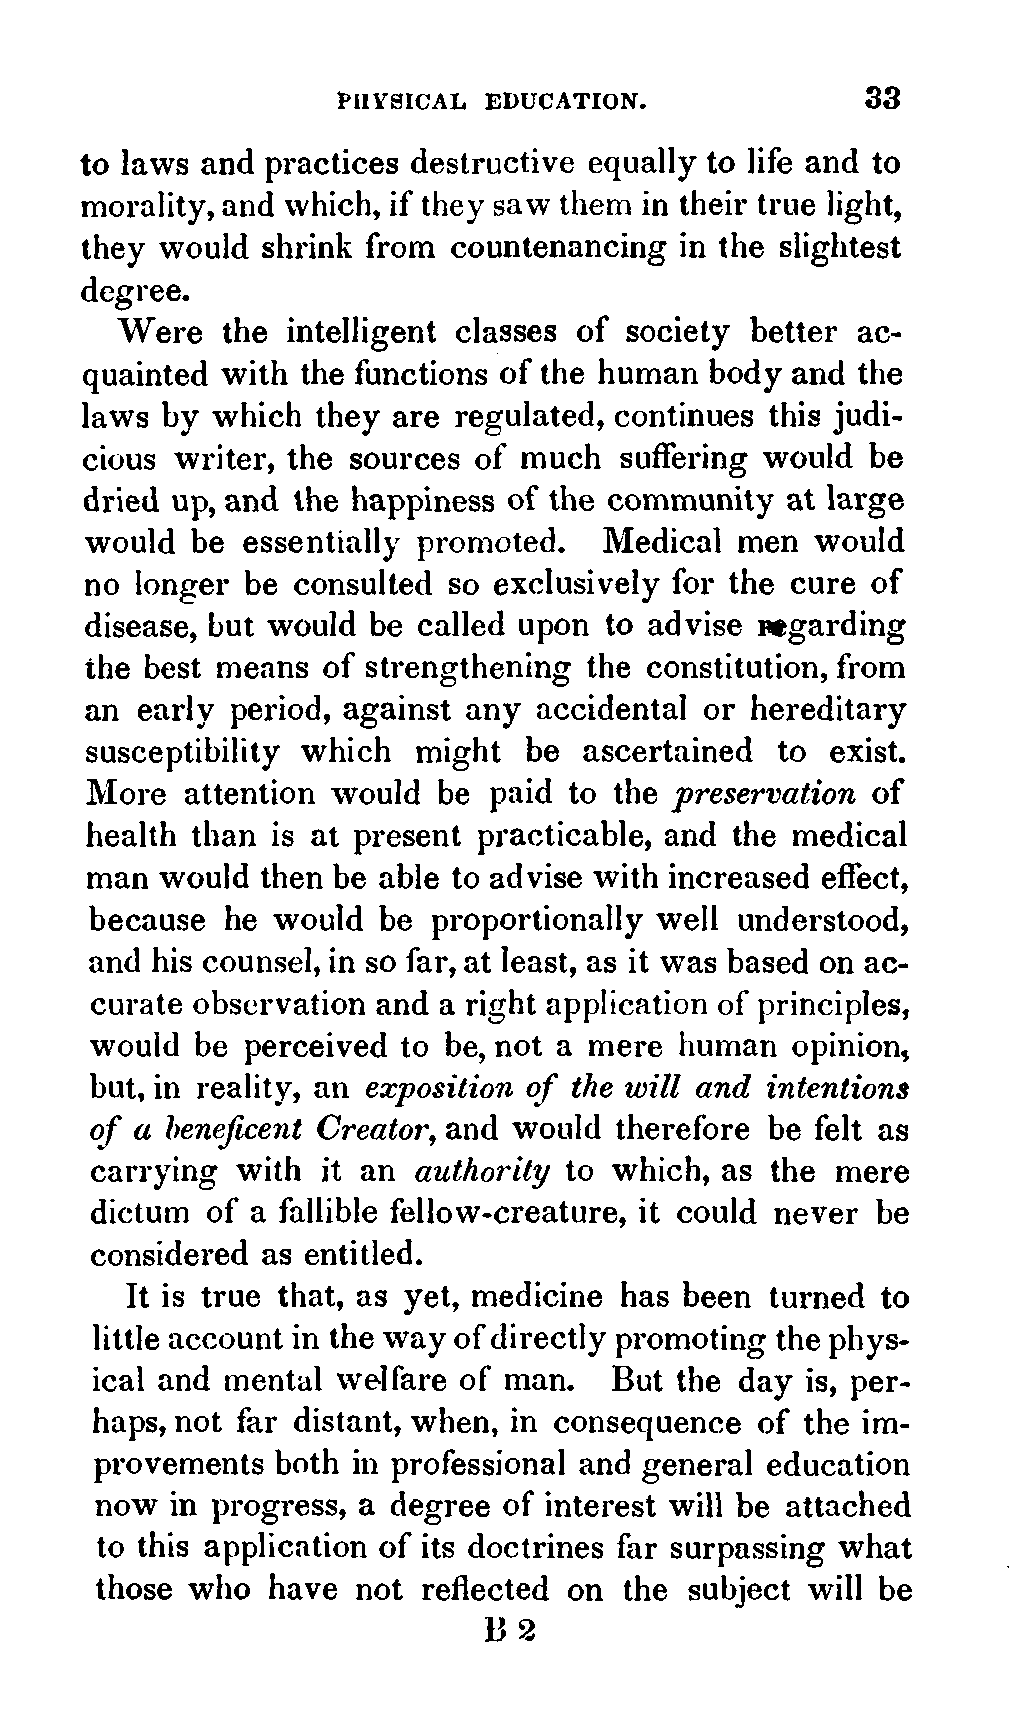 PHYSICAL EDUCATION. 33
to laws and practices destructive equally to life and to
morality, and which, if they saw them in their true light,
they would shrink from countenancing in the slightest
degree.
Were the intelligent classes of society better ac-
quainted with the functions of the human body and the
laws by which they are regulated, continues this judi-
cious writer, the sources of much suffering would be
dried up, and the happiness of the community at large
would be essentially promoted. Medical men would
no longer be consulted so exclusively for the cure of
disease, but would be called upon to advise regarding
the best means of strengthening the constitution, from
an early period, against any accidental or hereditary
susceptibility which might be ascertained to exist.
More attention would be paid to the preservation of
health than is at present practicable, and the medical
man would then be able to advise with increased effect,
because he would be proportionally well understood,
and his counsel, in so far, at least, as it was based on ac-
curate observation and a right application of principles,
would be perceived to be, not a mere human opinion,
but, in reality, an exposition of the will and intentions
of a beneficent Creator, and would therefore be felt as
carrying with it an authority to which, as the mere
dictum of a fallible fellow-creature, it could never be
considered as entitled.
It is true that, as yet, medicine has been turned to
little account in the way of directly promoting the phys-
ical and mental welfare of man. But the day is, per-
haps, not far distant, when, in consequence of the im-
provements both in professional and general education
now in progress, a degree of interest will be attached
to this application of its doctrines far surpassing what
those who have not reflected on the subject will be
B 2